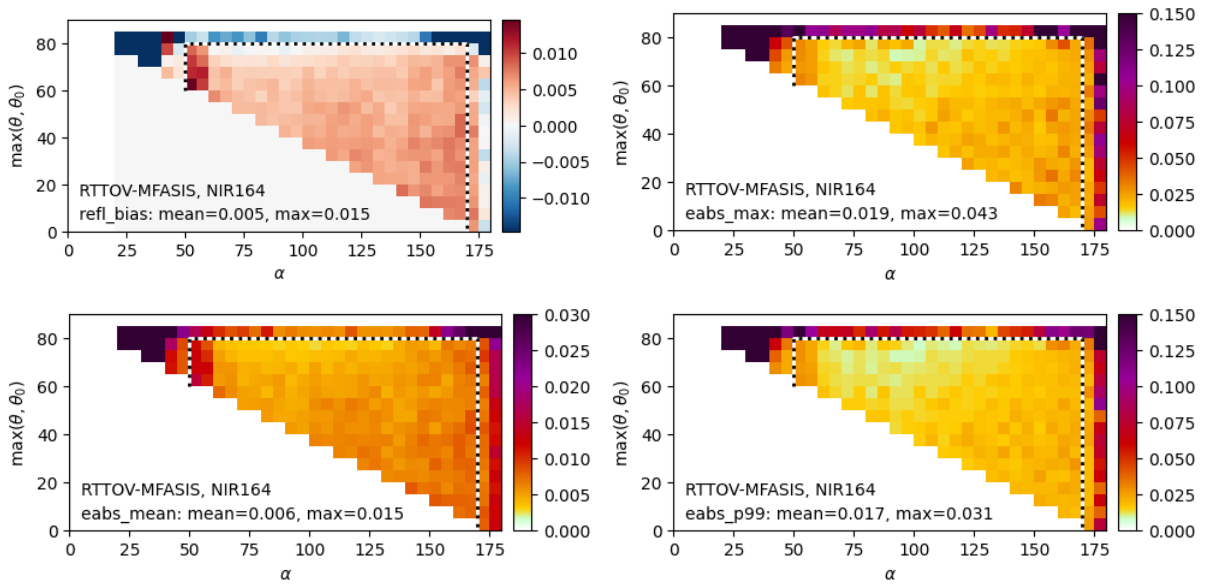 80
60
40
20
0
max(θ, θ₀)
0.010
0.005
0.000
−0.005
−0.010
RTTOV-MFASIS, NIR164
refl_bias: mean=0.005, max=0.015
0 25 50 75 100 125 150 175
α
80
60
40
20
0
max(θ, θ₀)
0.150
0.125
0.100
0.075
0.050
0.025
0.000
RTTOV-MFASIS, NIR164
eabs_max: mean=0.019, max=0.043
0 25 50 75 100 125 150 175
α
80
60
40
20
0
max(θ, θ₀)
0.030
0.025
0.020
0.015
0.010
0.005
0.000
RTTOV-MFASIS, NIR164
eabs_mean: mean=0.006, max=0.015
0 25 50 75 100 125 150 175
α
80
60
40
20
0
max(θ, θ₀)
0.150
0.125
0.100
0.075
0.050
0.025
0.000
RTTOV-MFASIS, NIR164
eabs_p99: mean=0.017, max=0.031
0 25 50 75 100 125 150 175
α